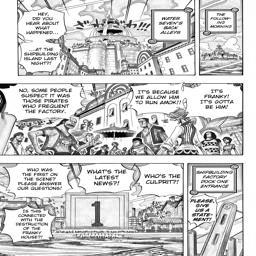 THE
FOLLOW-
ING
MORNING
WATER
SEVEN'S
BACK
ALLEYS
HEY,
DID YOU
HEAR ABOUT
WHAT
HAPPENED...
...AT THE
SHIPBUILDING
ISLAND LAST
NIGHT?!
IT'S
FRANKY!
IT'S GOTTA
BE HIM!
IT'S BECAUSE
WE ALLOW HIM
TO RUN AMOK!!
NO, SOME PEOPLE
SUSPECT IT WAS
THOSE PIRATES
WHO FREQUENT
THE FACTORY.
SHIPBUILDING
FACTORY
DOCK ONE
ENTRANCE
PLEASE,
GIVE
US A
STATE-
MENT!
WHO'S THE
CULPRIT?!
WHAT'S THE
LATEST
NEWS?!
1
WHO WAS
THE FIRST ON
THE SCENE?
PLEASE ANSWER
OUR QUESTIONS!
IS THIS
CONNECTED
WITH THE
DESTRUCTION
OF THE
FRANKY
HOUSE?!